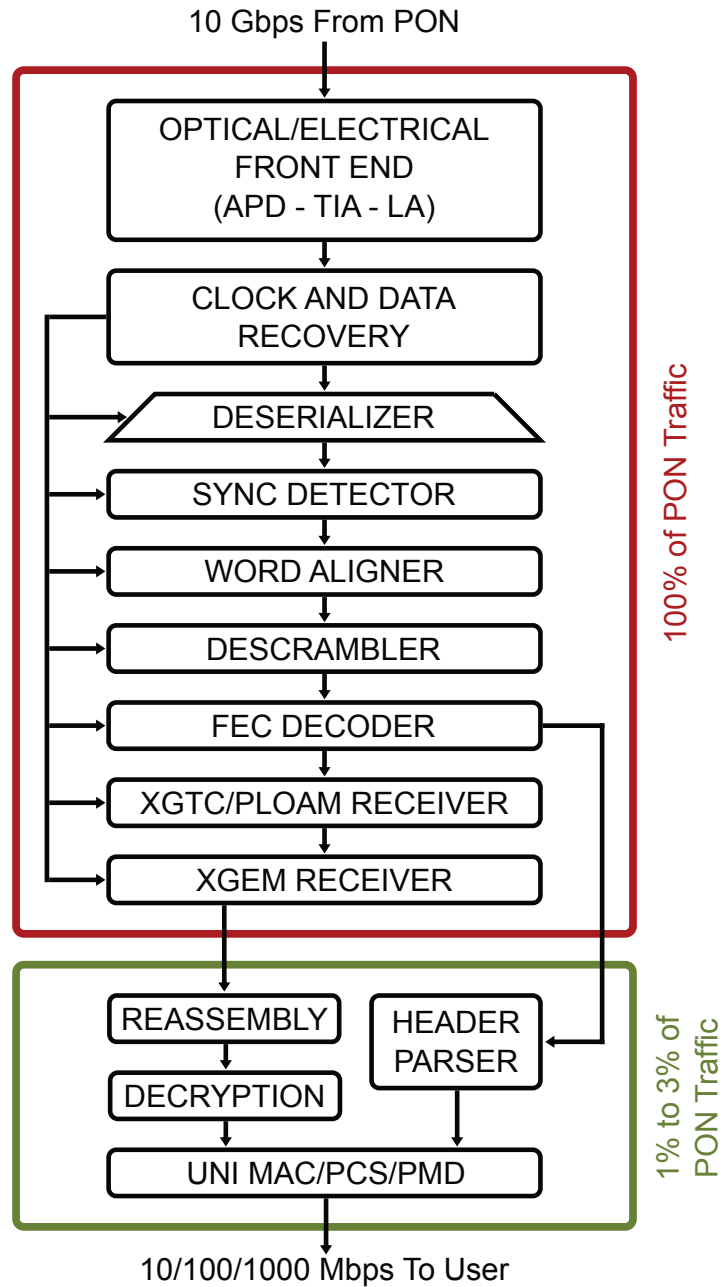 10 Gbps From PON
OPTICAL/ELECTRICAL
FRONT END
(APD - TIA - LA)
CLOCK AND DATA
RECOVERY
DESERIALIZER
SYNC DETECTOR
WORD ALIGNER
DESCRAMBLER
FEC DECODER
XGTC/PLOAM RECEIVER
XGEM RECEIVER
100% of PON Traffic
REASSEMBLY
HEADER
PARSER
DECRYPTION
UNI MAC/PCS/PMD
1% to 3% of
PON Traffic
10/100/1000 Mbps To User